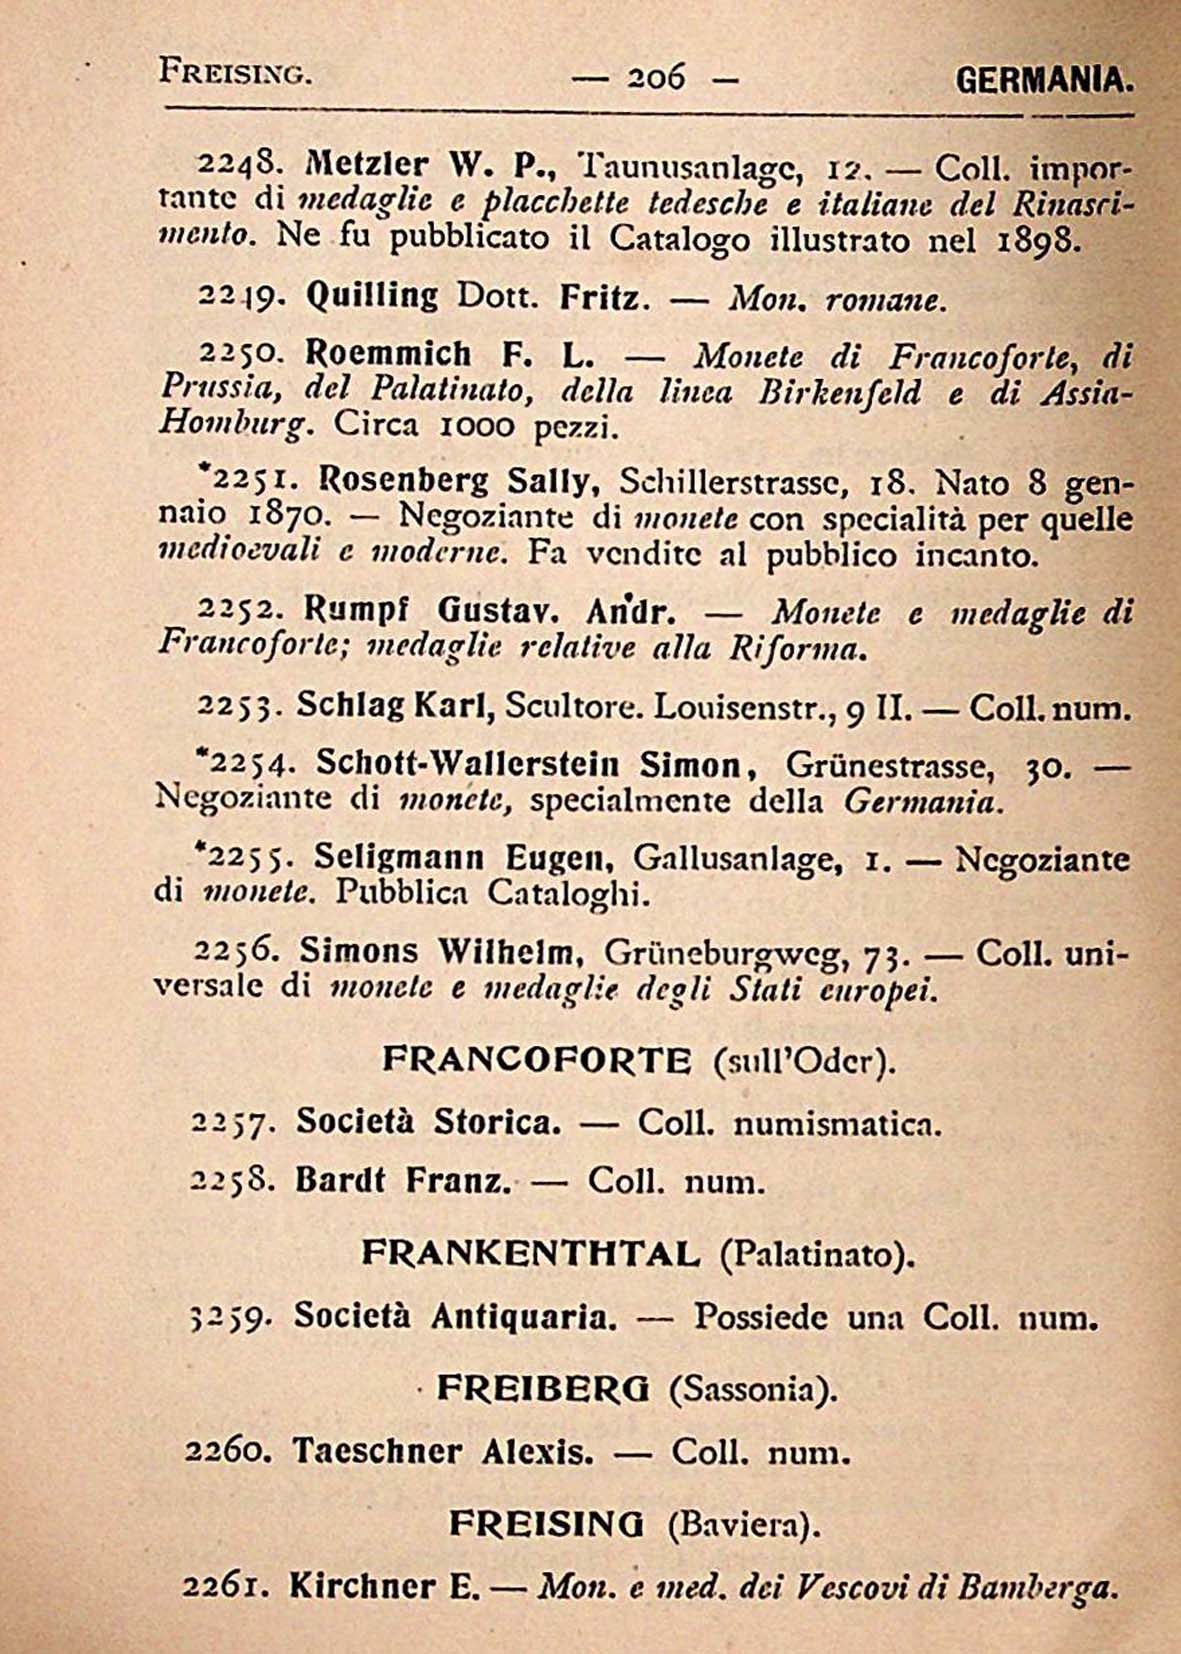 FREISING. — 206 — GERMANIA.
2248. Metzler W. P., Taunusanlage, 12. — Coll. impor-
tante di medaglie e placchette tedesche e italiane del Rinasci-
mento. Ne fu pubblicato il Catalogo illustrato nel 1898.
2249. Quilling Dott. Fritz. — Mon. romane.
2250. Roemmich F. L. — Monete di Francoforte, di
Prussia, del Palatinato, della linea Birkenfeld e di Assia-
Homburg. Circa 1000 pezzi.
*2251. Rosenberg Sally, Schillerstrasse, 18. Nato 8 gen-
naio 1870. — Negoziante di monete con specialità per quelle
medioevali e moderne. Fa vendite al pubblico incanto.
2252. Rumpf Gustav. Andr. — Monete e medaglie di
Francoforte; medaglie relative alla Riforma.
2253. Schlag Karl, Scultore. Louisenstr., 9 II. — Coll. num.
*2254. Schott-Wallerstein Simon, Grünestrasse, 30. —
Negoziante di monete, specialmente della Germania.
*2255. Seligmann Eugen, Gallusanlage, 1. — Negoziante
di monete. Pubblica Cataloghi.
2256. Simons Wilhelm, Grüneburgweg, 73. — Coll. uni-
versale di monete e medaglie degli Stati europei.
FRANCOFORTE (sull'Oder).
2257. Società Storica. — Coll. numismatica.
2258. Bardt Franz. — Coll. num.
FRANKENTHTAL (Palatinato).
3259. Società Antiquaria. — Possiede una Coll. num.
FREIBERG (Sassonia).
2260. Taeschner Alexis. — Coll. num.
FREISING (Baviera).
2261. Kirchner E. — Mon. e med. dei Vescovi di Bamberga.